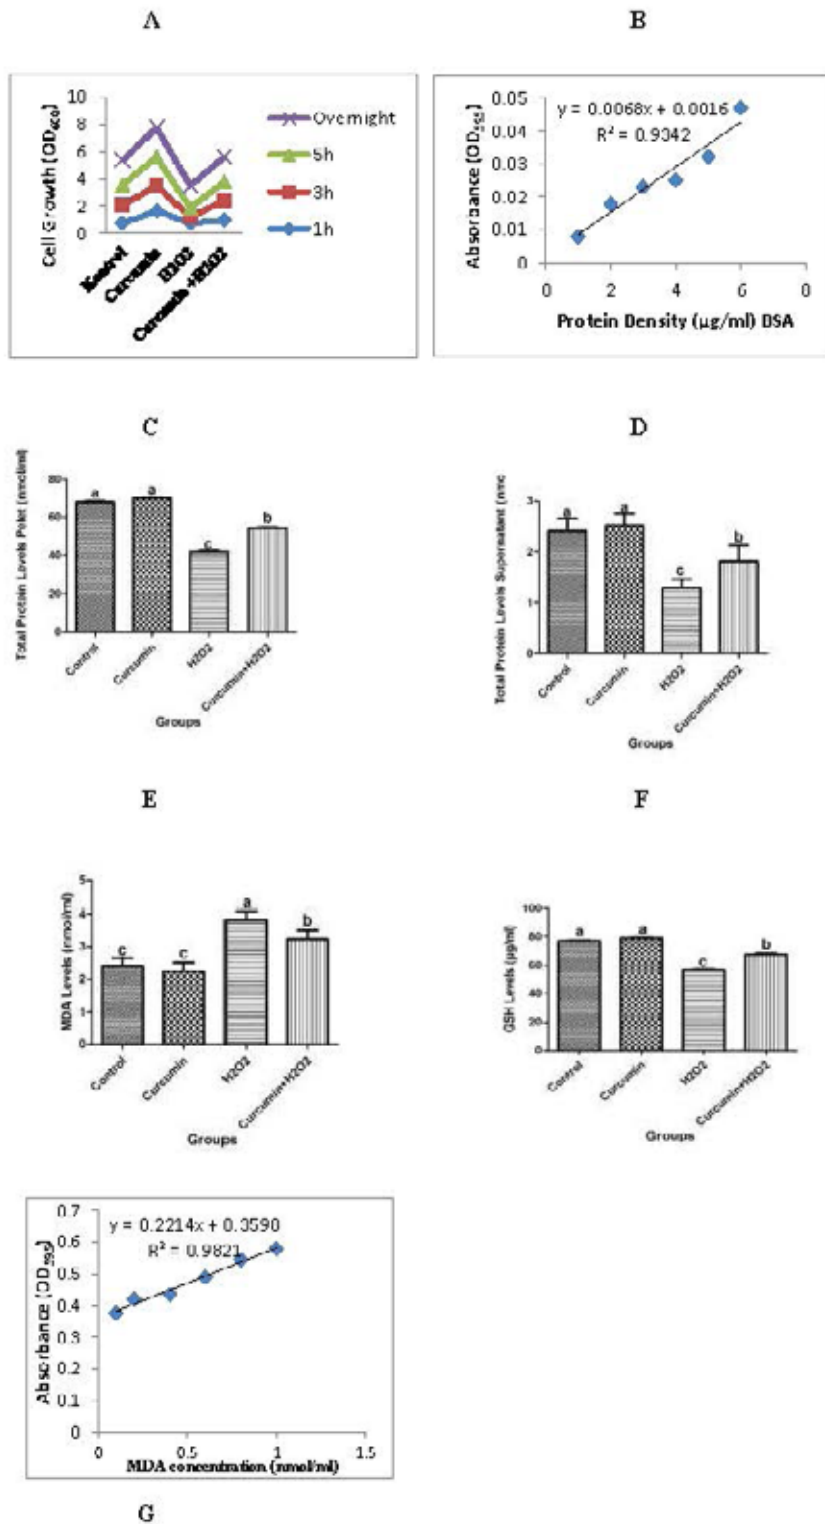 A
B
Cell Growth (OD600)
10
8
6
4
2
0
Kontrol
Curcumin
H2O2
Curcumin +H2O2
Overnight
5h
3h
1h
Absorbance (OD595)
0.05
0.04
0.03
0.02
0.01
0
y = 0.0068x + 0.0016
R² = 0.9342
0 2 4 6 8
Protein Density (µg/ml) BSA
C
D
Total Protein Levels Pelet (nmol/ml)
80
60
40
20
0
a a c b
Control Curcumin H2O2 Curcumin+H2O2
Groups
Total Protein Levels Supernatant (nmo
3
2
1
0
a a c b
Control Curcumin H2O2 Curcumin+H2O2
Groups
E
F
MDA Levels (nmol/ml)
5
4
3
2
1
0
c c a b
Control Curcumin H2O2 Curcumin+H2O2
Groups
GSH Levels (µg/ml)
100
80
60
40
20
0
a a c b
Control Curcumin H2O2 Curcumin+H2O2
Groups
Absorbance (OD595)
0.7
0.6
0.5
0.4
0.3
0.2
0.1
0
y = 0.2214x + 0.3590
R² = 0.9821
0 0.5 1 1.5
MDA concentration (nmol/ml)
G